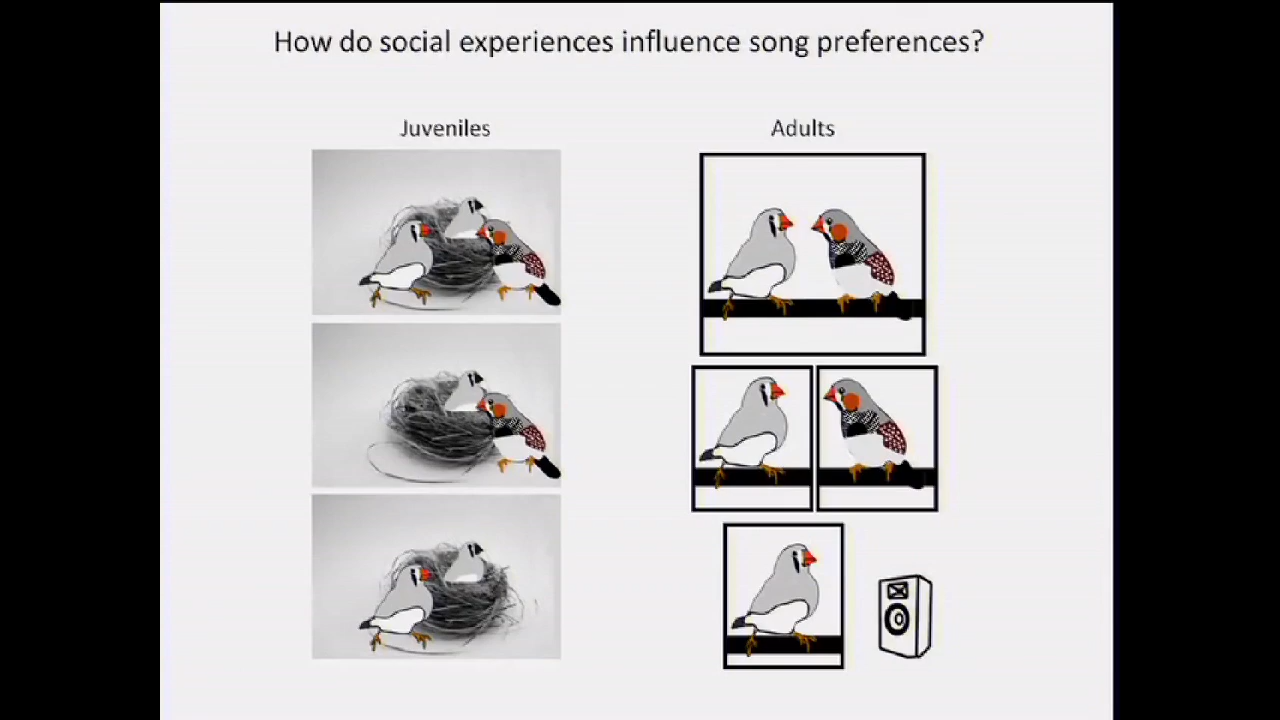 How do social experiences influence song preferences?
Juveniles
Adults